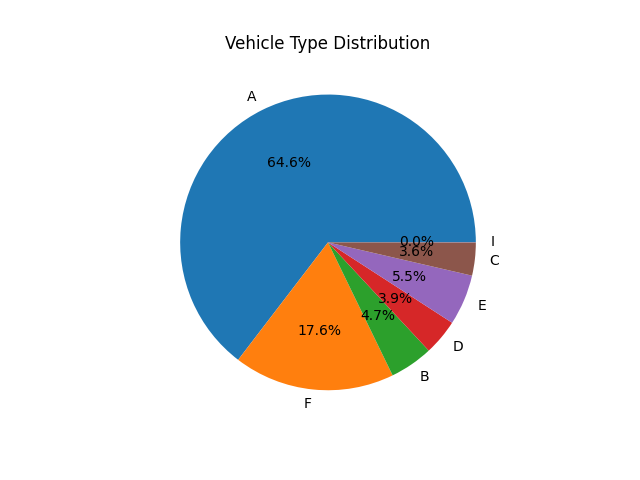 Vehicle Type Distribution
A
64.6%
0.0%
I
3.6%
C
5.5%
3.9%
E
4.7%
17.6%
D
B
F